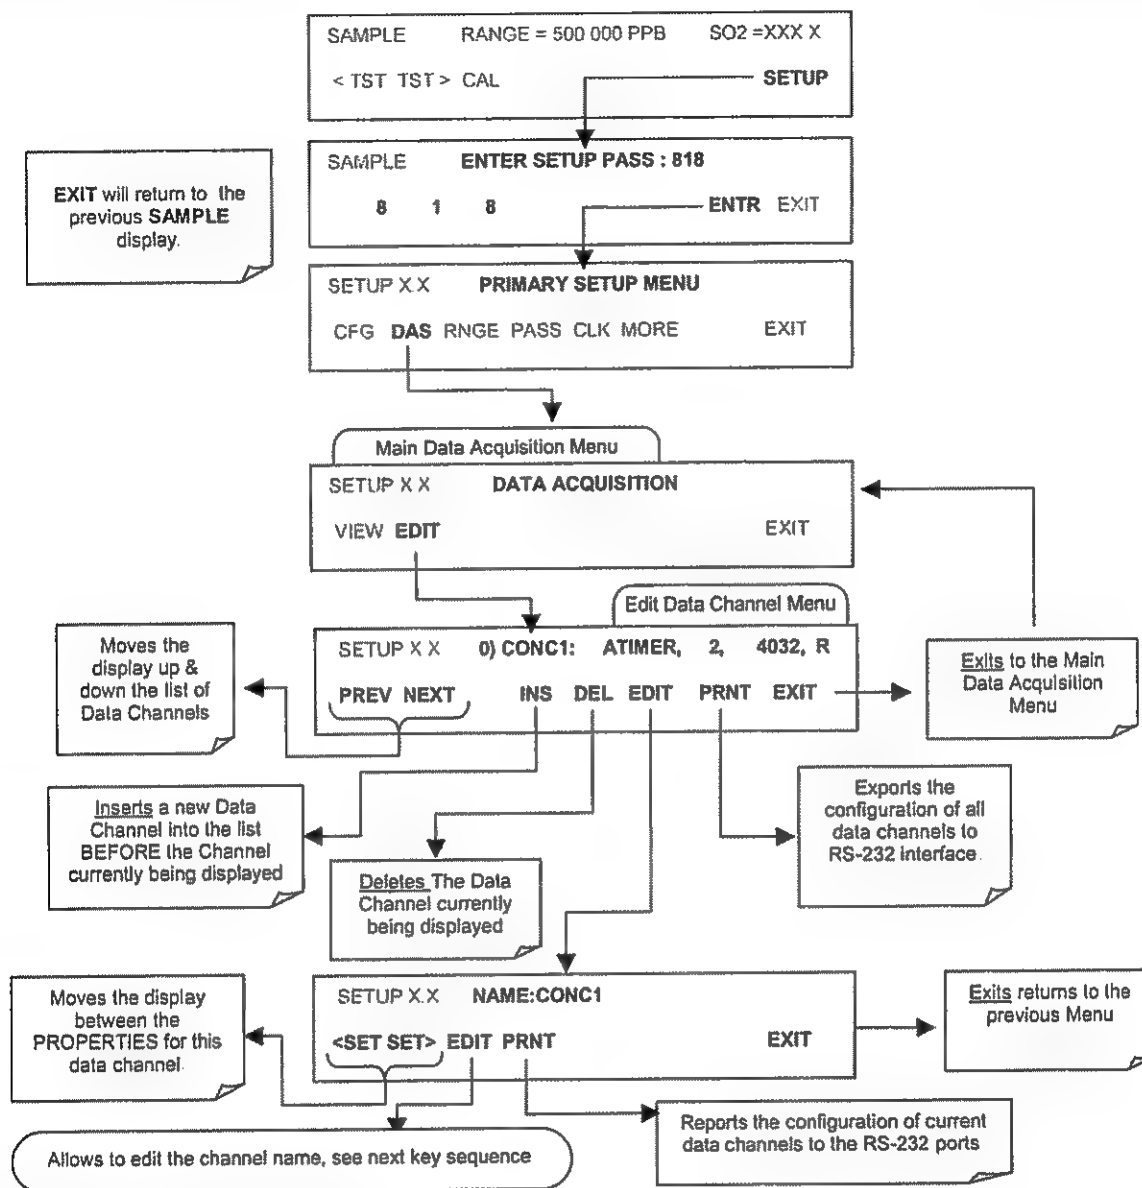 SAMPLE RANGE = 500 000 PPB SO2 =XXX X
< TST TST > CAL SETUP
SAMPLE ENTER SETUP PASS : 818
8 1 8 ENTR EXIT
EXIT will return to the
previous SAMPLE
display.
SETUP X X PRIMARY SETUP MENU
CFG DAS RNGE PASS CLK MORE EXIT
Main Data Acquisition Menu
SETUP X X DATA ACQUISITION
VIEW EDIT EXIT
Edit Data Channel Menu
SETUP X X 0) CONC1: ATIMER, 2, 4032, R
PREV NEXT INS DEL EDIT PRNT EXIT
Moves the
display up &
down the list of
Data Channels
Exits to the Main
Data Acquisition
Menu
Inserts a new Data
Channel into the list
BEFORE the Channel
currently being displayed
Deletes The Data
Channel currently
being displayed
Exports the
configuration of all
data channels to
RS-232 interface.
SETUP X.X NAME:CONC1
<SET SET> EDIT PRNT EXIT
Moves the display
between the
PROPERTIES for this
data channel.
Exits returns to the
previous Menu
Allows to edit the channel name, see next key sequence
Reports the configuration of current
data channels to the RS-232 ports